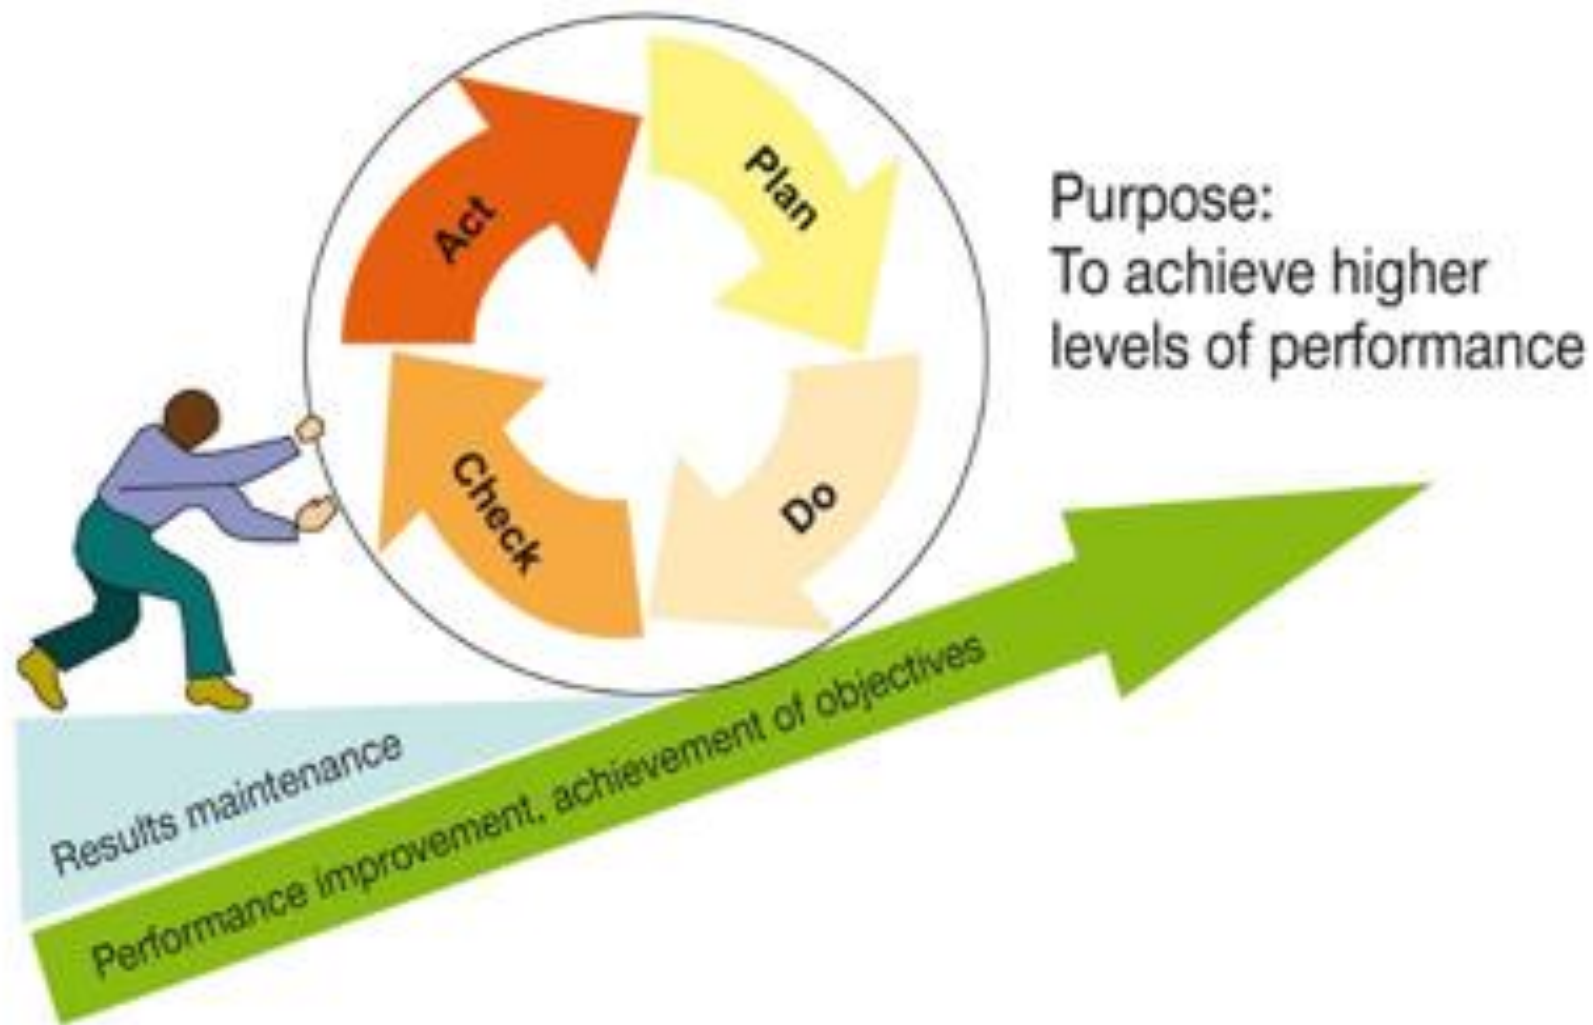 Act
Plan
Check
Do
Purpose:
To achieve higher
levels of performance
Results maintenance
Performance improvement, achievement of objectives